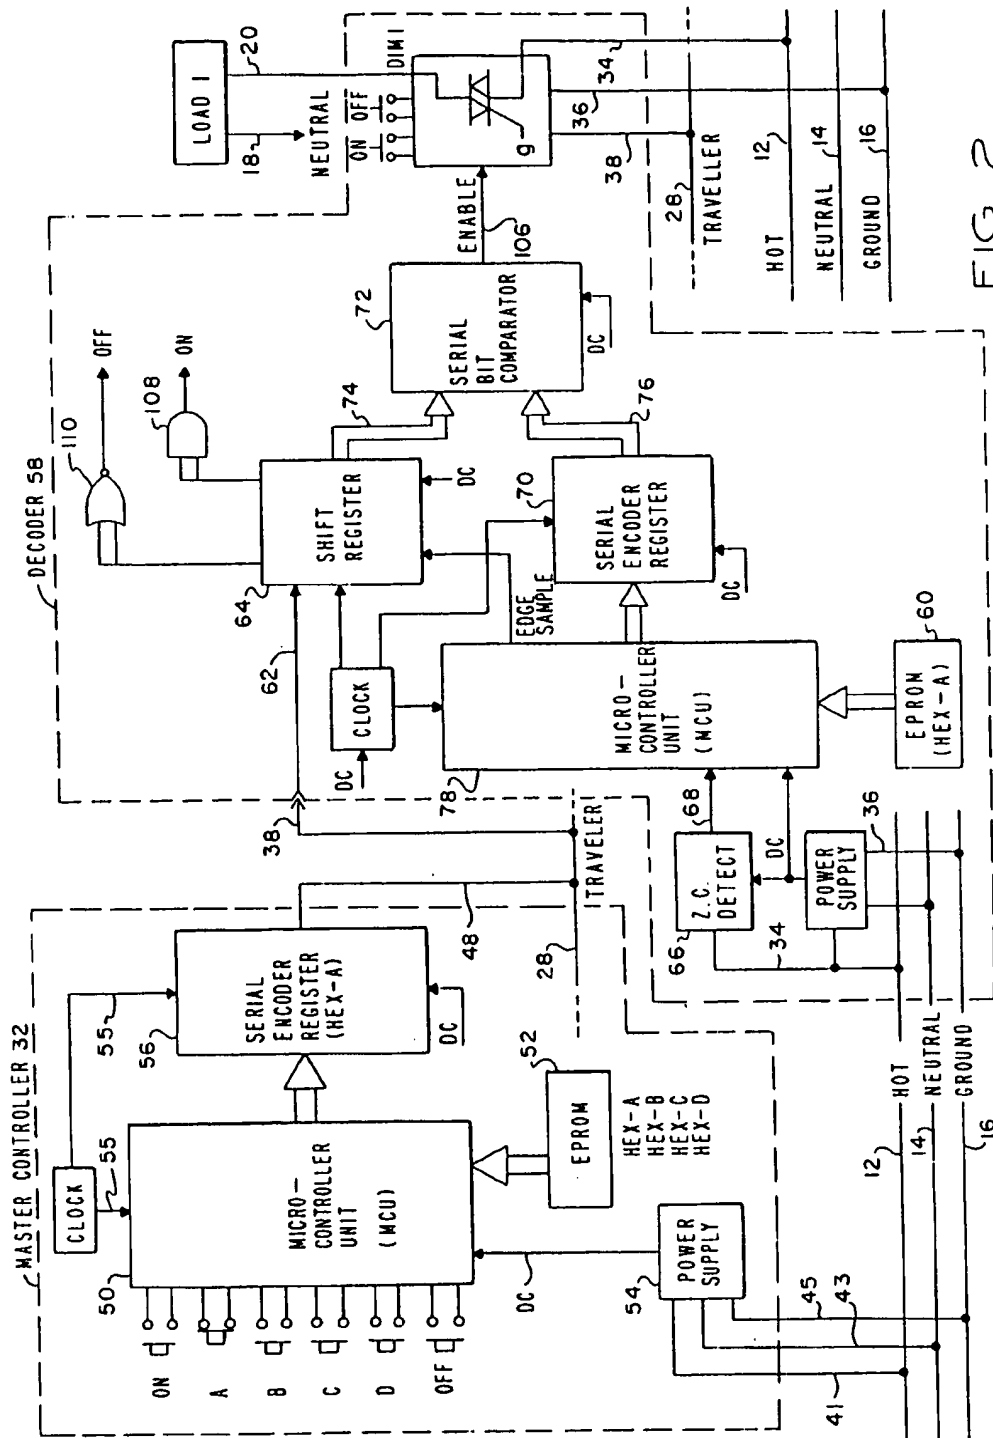 MASTER CONTROLLER 32
CLOCK
55
55
50
MICRO-
CONTROLLER
UNIT
(MCU)
ON
A
B
C
D
OFF
56
SERIAL
ENCODER
REGISTER
(HEX-A)
DC
48
52
EPROM
HEX-A
HEX-B
HEX-C
HEX-D
DC
54
POWER
SUPPLY
41
43
45
28
TRAVELER
38
12
HOT
14
NEUTRAL
16
GROUND
DECODER 58
62
64
SHIFT
REGISTER
DC
110
OFF
108
ON
74
CLOCK
DC
EDGE
SAMPLE
78
MICRO-
CONTROLLER
UNIT
(MCU)
70
SERIAL
ENCODER
REGISTER
DC
76
72
SERIAL
BIT
COMPARATOR
DC
ENABLE
106
60
EPROM
(HEX-A)
68
66
Z.C.
DETECT
34
DC
POWER
SUPPLY
36
LOAD 1
18
20
NEUTRAL
ON
OFF
DIM 1
g
34
36
38
28
TRAVELLER
HOT
12
NEUTRAL
14
GROUND
16
FIG. 2